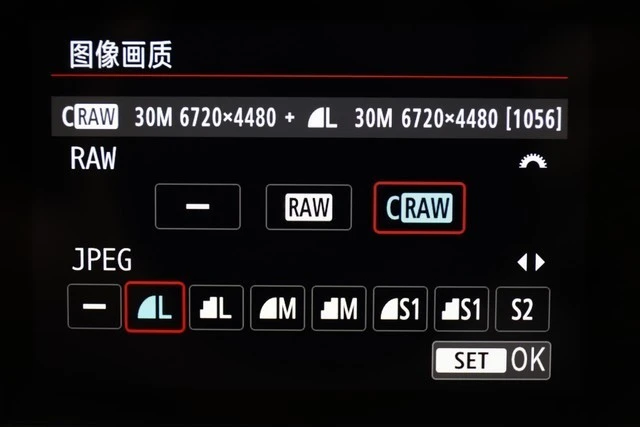 图像画质
CRAW 30M 6720×4480 + L 30M 6720×4480 [1056]
RAW
– RAW CRAW
JPEG
– L L M M S1 S1 S2
SET OK